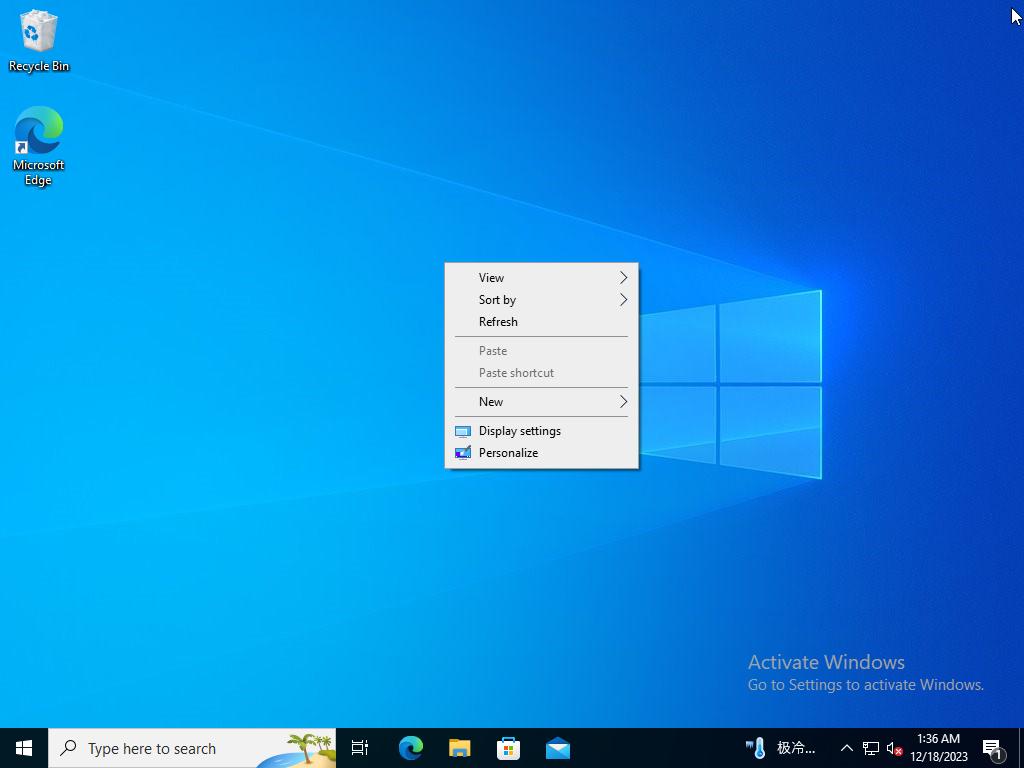 Recycle Bin
Microsoft
Edge
View
Sort by
Refresh
Paste
Paste shortcut
New
Display settings
Personalize
Activate Windows
Go to Settings to activate Windows.
Type here to search
极冷...
1:36 AM
12/18/2023
1